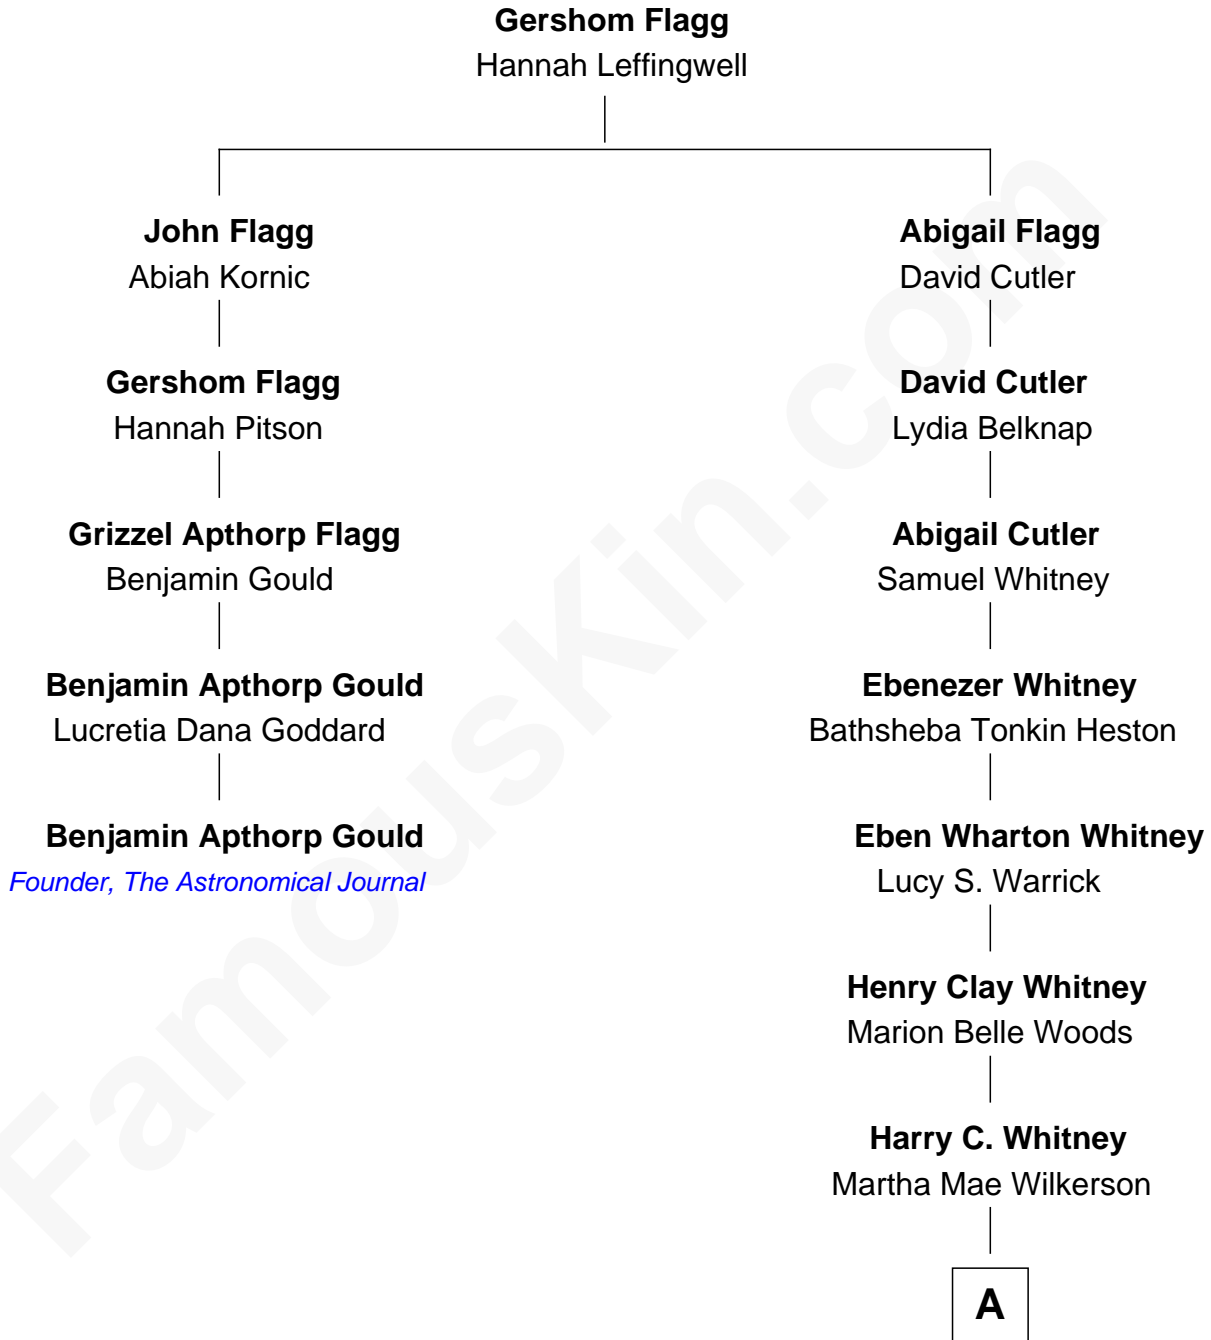 Gershom Flagg
Hannah Leffingwell
John Flagg
Abiah Kornic
Abigail Flagg
David Cutler
Gershom Flagg
Hannah Pitson
David Cutler
Lydia Belknap
Grizzel Apthorp Flagg
Benjamin Gould
Abigail Cutler
Samuel Whitney
Benjamin Apthorp Gould
Lucretia Dana Goddard
Ebenezer Whitney
Bathsheba Tonkin Heston
Benjamin Apthorp Gould
Founder, The Astronomical Journal
Eben Wharton Whitney
Lucy S. Warrick
Henry Clay Whitney
Marion Belle Woods
Harry C. Whitney
Martha Mae Wilkerson
A
FamousKin.com